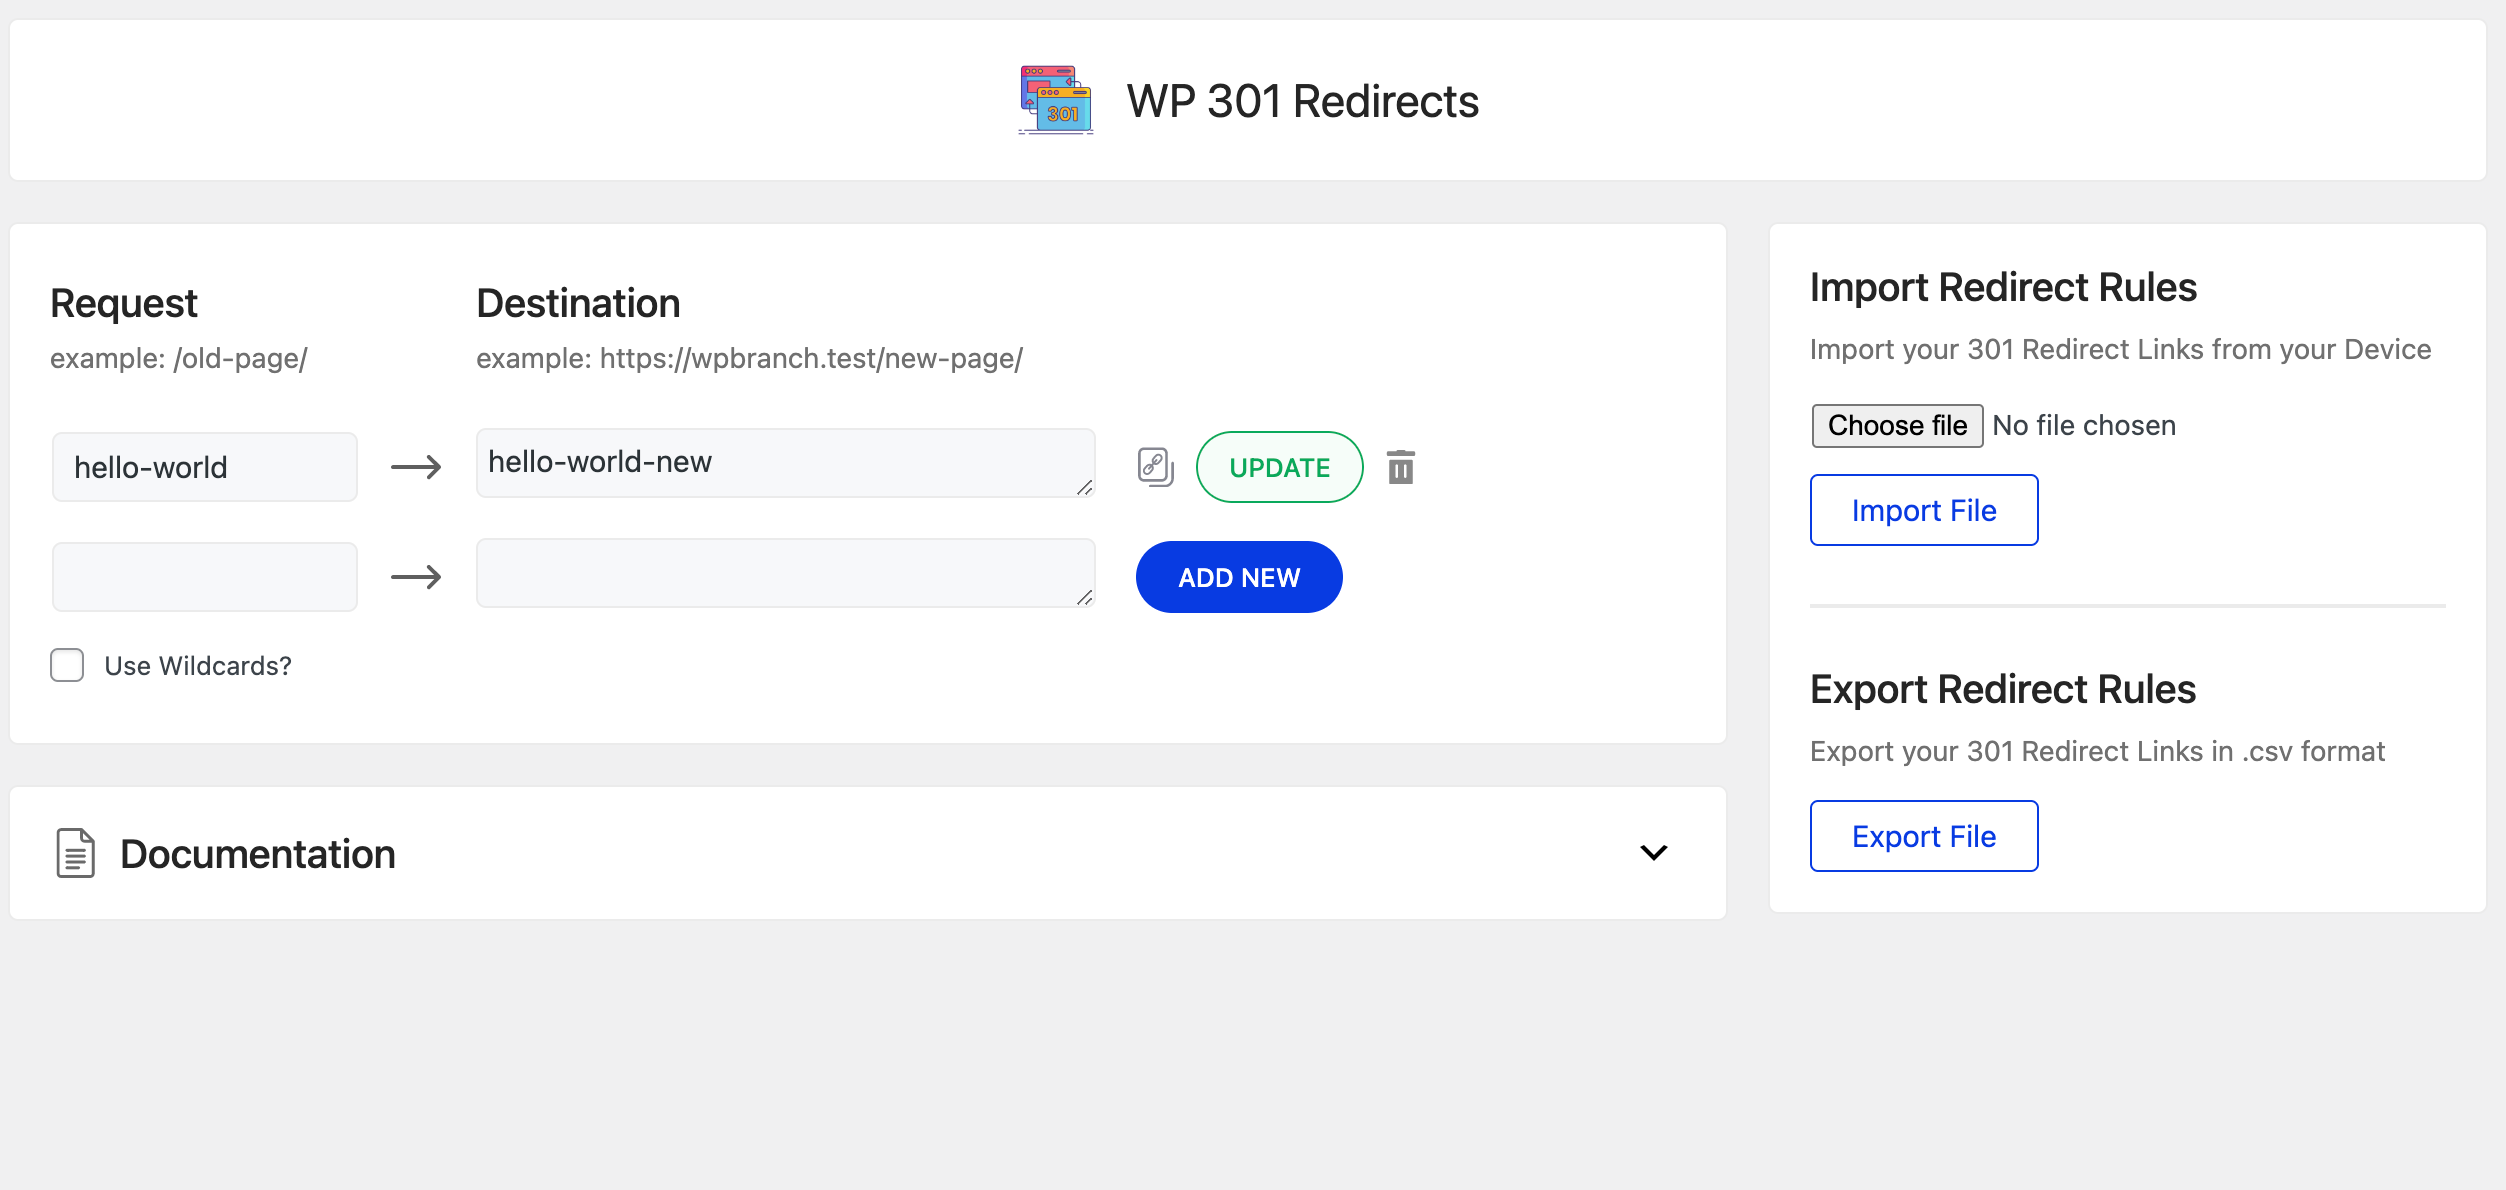 301
WP 301 Redirects
Request
example: /old-page/
Destination
example: https://wpbranch.test/new-page/
hello-world
hello-world-new
UPDATE
ADD NEW
Use Wildcards?
Documentation
Import Redirect Rules
Import your 301 Redirect Links from your Device
Choose file No file chosen
Import File
Export Redirect Rules
Export your 301 Redirect Links in .csv format
Export File